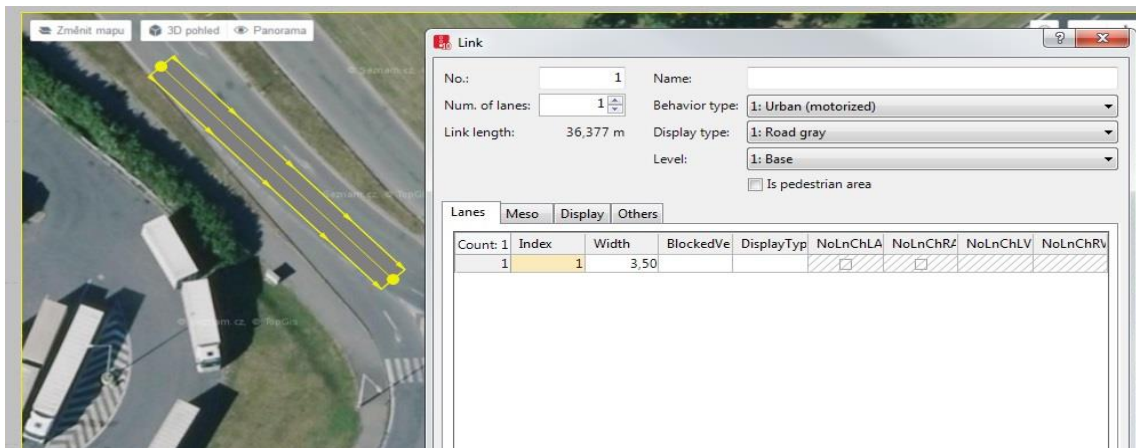 Změnit mapu 3D pohled Panorama
Link
No.: 1 Name:
Num. of lanes: 1 Behavior type: 1: Urban (motorized)
Link length: 36,377 m Display type: 1: Road gray
Level: 1: Base
Is pedestrian area
Lanes Meso Display Others
Count: 1 Index Width BlockedVe DisplayTyp NoLnChLA NoLnChRA NoLnChLV NoLnChRV
1 1 3,50